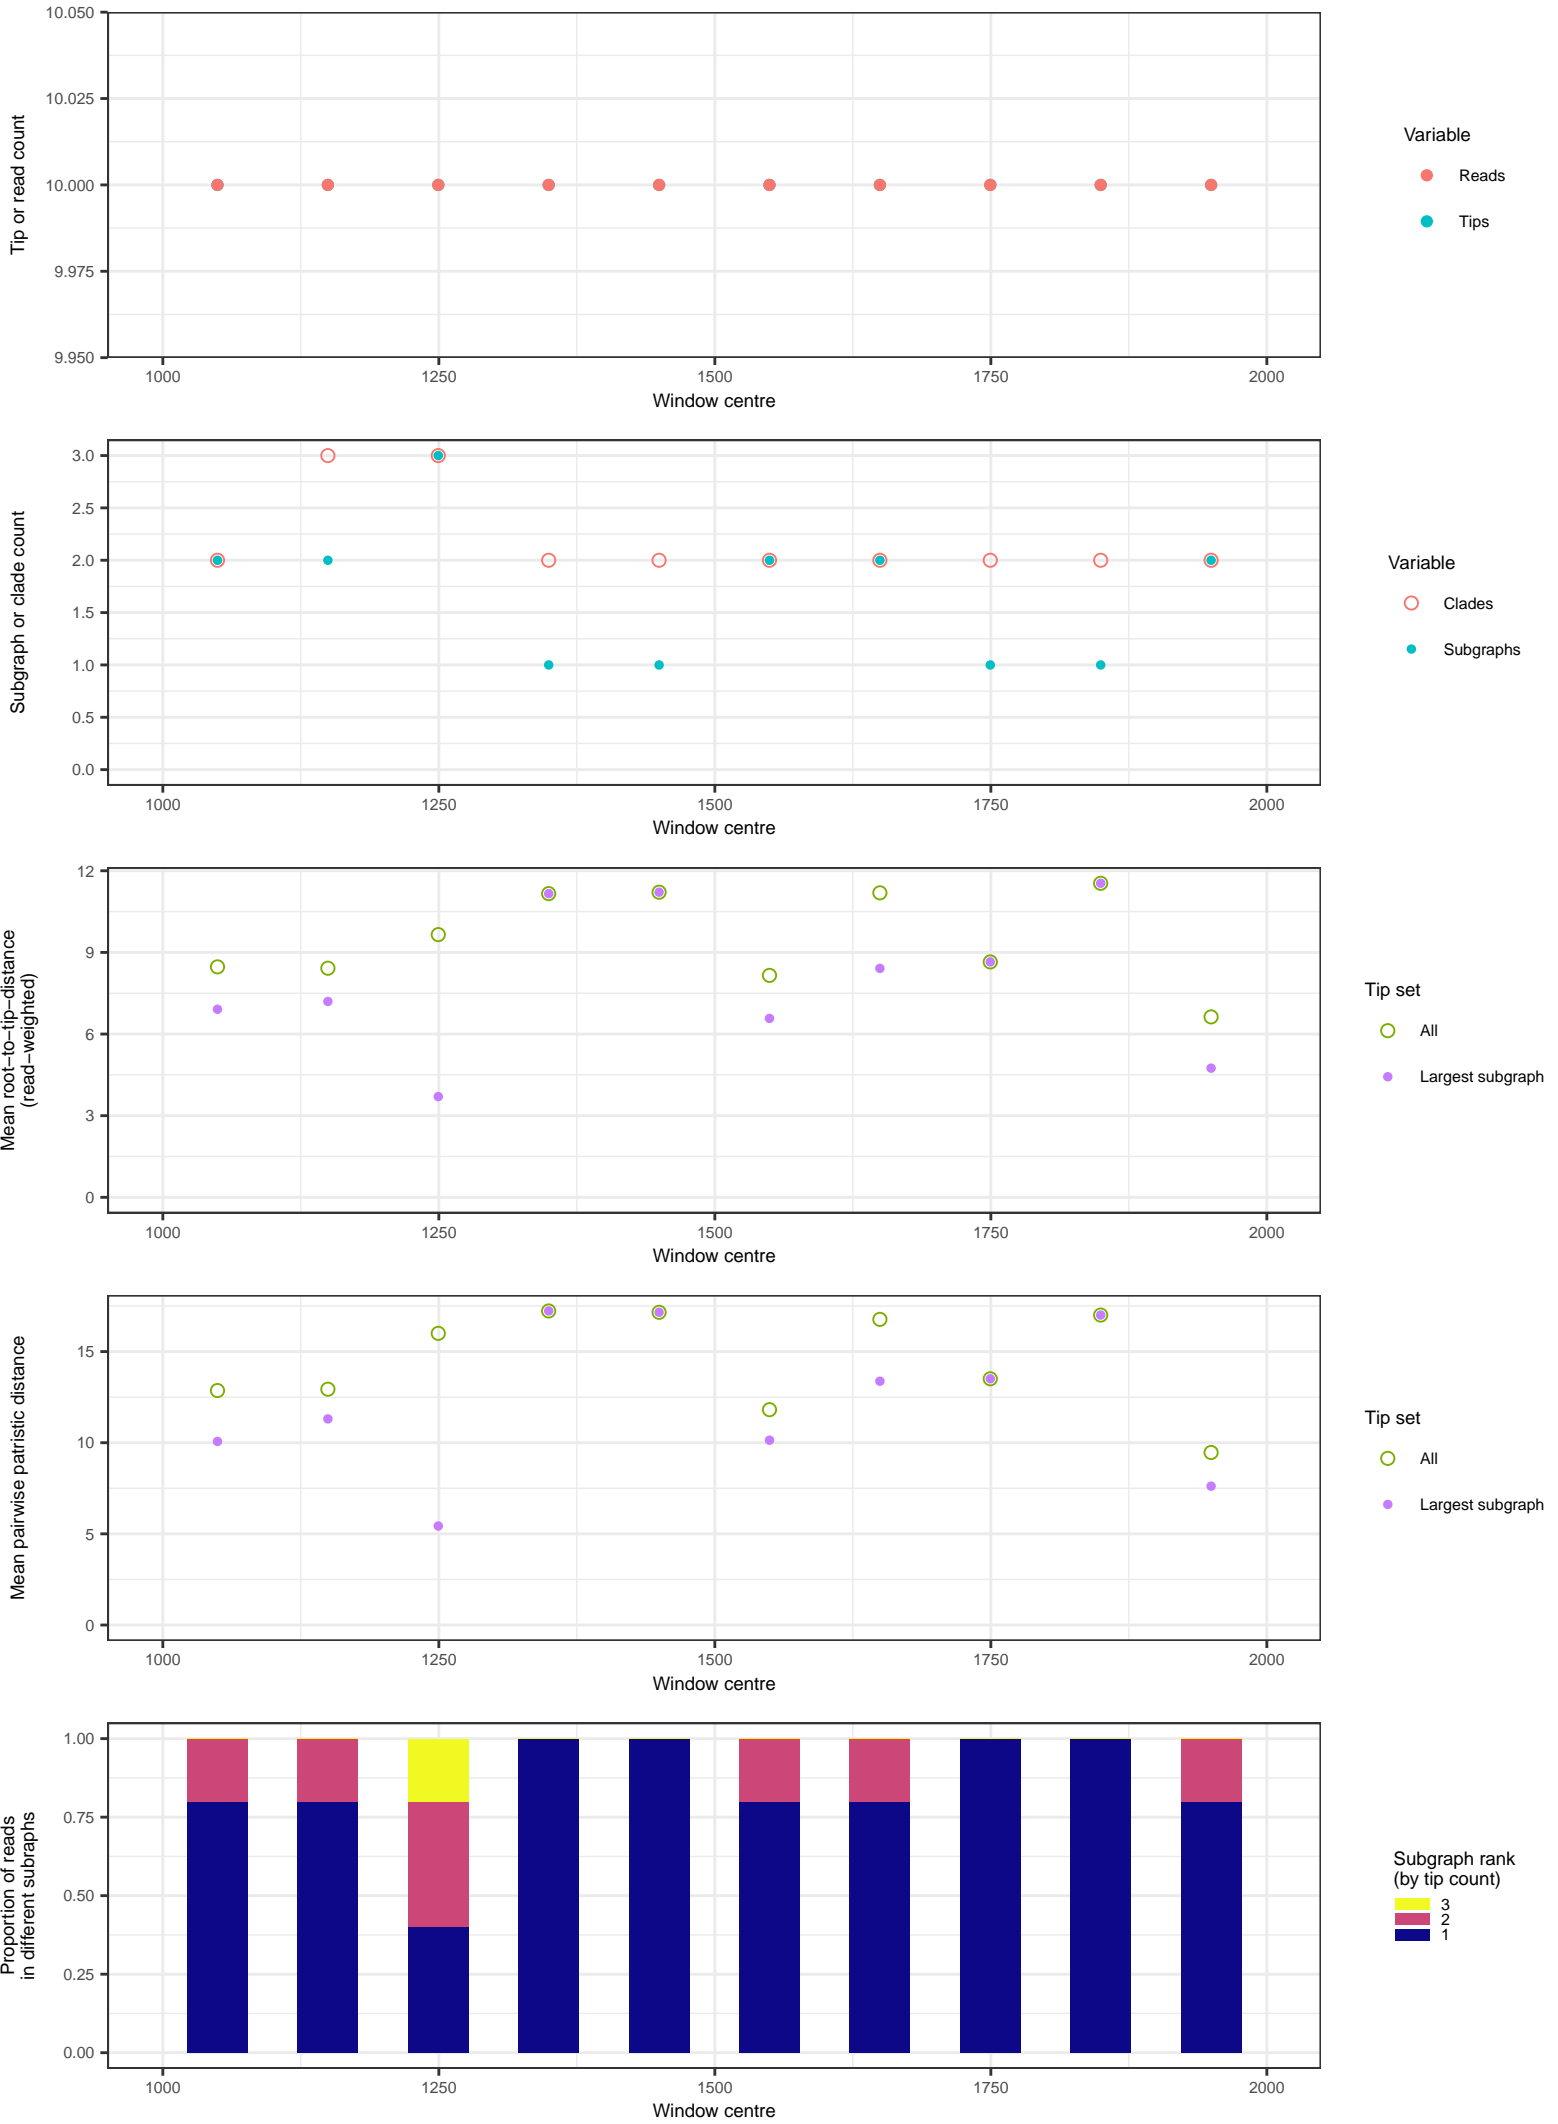 10.050
10.025
10.000
9.975
9.950
Tip or read count
1000 1250 1500 1750 2000
Window centre
Variable
Reads
Tips
3.0
2.5
2.0
1.5
1.0
0.5
0.0
Subgraph or clade count
1000 1250 1500 1750 2000
Window centre
Variable
Clades
Subgraphs
12
9
6
3
0
Mean root−to−tip−distance
(read−weighted)
1000 1250 1500 1750 2000
Window centre
Tip set
All
Largest subgraph
15
10
5
0
Mean pairwise patristic distance
1000 1250 1500 1750 2000
Window centre
Tip set
All
Largest subgraph
1.00
0.75
0.50
0.25
0.00
Proportion of reads
in different subraphs
1000 1250 1500 1750 2000
Window centre
Subgraph rank
(by tip count)
3
2
1